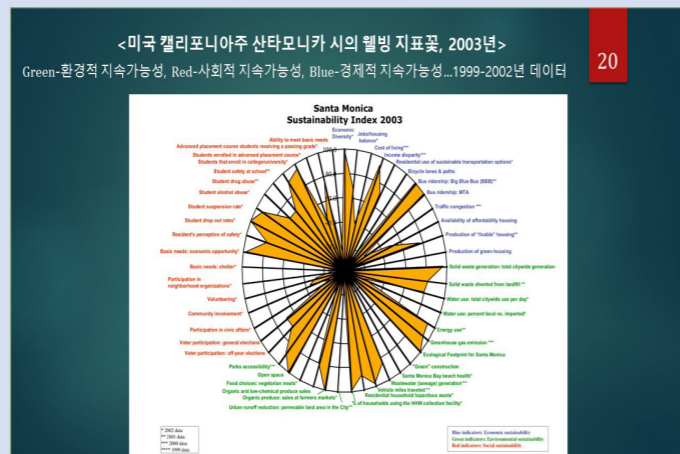 <미국 캘리포니아주 산타모니카 시의 웰빙 지표꽃, 2003년>
Green-환경적 지속가능성, Red-사회적 지속가능성, Blue-경제적 지속가능성...1999-2002년 데이터
20
Santa Monica
Sustainability Index 2003
Economic
Diversity*
Jobs/housing
balance*
Cost of living***
Income disparity***
Residential use of sustainable transportation options*
Bicycle lanes & paths
Bus ridership: Big Blue Bus (BBB)**
Bus ridership: MTA
Traffic congestion ***
Availability of affordability housing
Production of "livable" housing**
Production of green housing
Solid waste generation: total citywide generation
Solid waste diverted from landfill **
Water use: total citywide use per day*
Water use: percent local vs. imported*
Energy use**
Greenhouse gas emission ***
Ecological Footprint for Santa Monica
"Green" construction
Santa Monica Bay beach health*
Wastewater (sewage) generation***
Vehicle miles traveled **
Residential household hazardous waste*
% of households using the HHW collection facility*
Urban runoff reduction: permeable land area in the City**
Organic produce: sales at farmers markets*
Organic and low-chemical produce sales
Food choices: vegetarian meals*
Open space
Parks accessibility***
Voter participation: off-year elections
Voter participation: general elections
Participation in civic affairs*
Community involvement*
Volunteering*
Participation in
neighborhood organizations*
Basic needs: shelter*
Basic needs: economic opportunity*
Resident's perception of safety*
Student drop out rates*
Student suspension rate*
Student alcohol abuse*
Student drug abuse**
Student safety at school**
Students that enroll in college/university*
Students enrolled in advanced placement course*
Advanced placement course students receiving a passing grade*
Ability to meet basic needs
* 2002 data
** 2001 data
*** 2000 data
**** 1999 data
Blue indicators: Economic sustainability
Green indicators: Environmental sustainability
Red indicators: Social sustainability